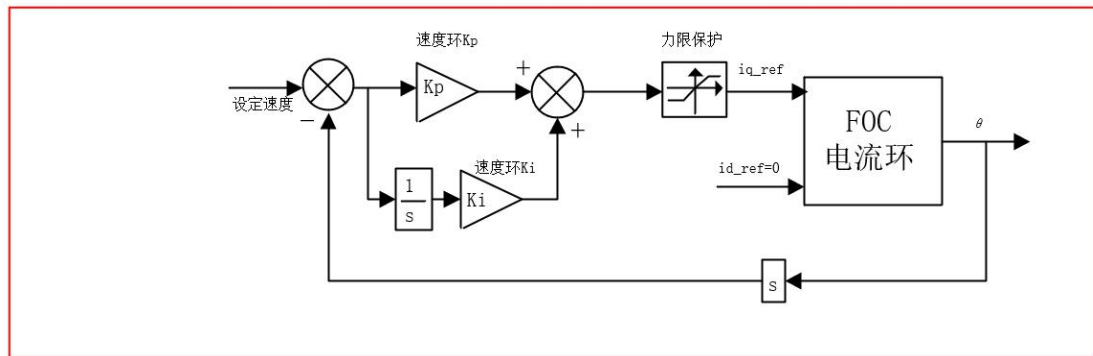 速度环Kp
力限保护
+
Kp
iq_ref
设定速度
−
FOC
电流环
θ
+
速度环Ki
id_ref=0
1
s
Ki
s